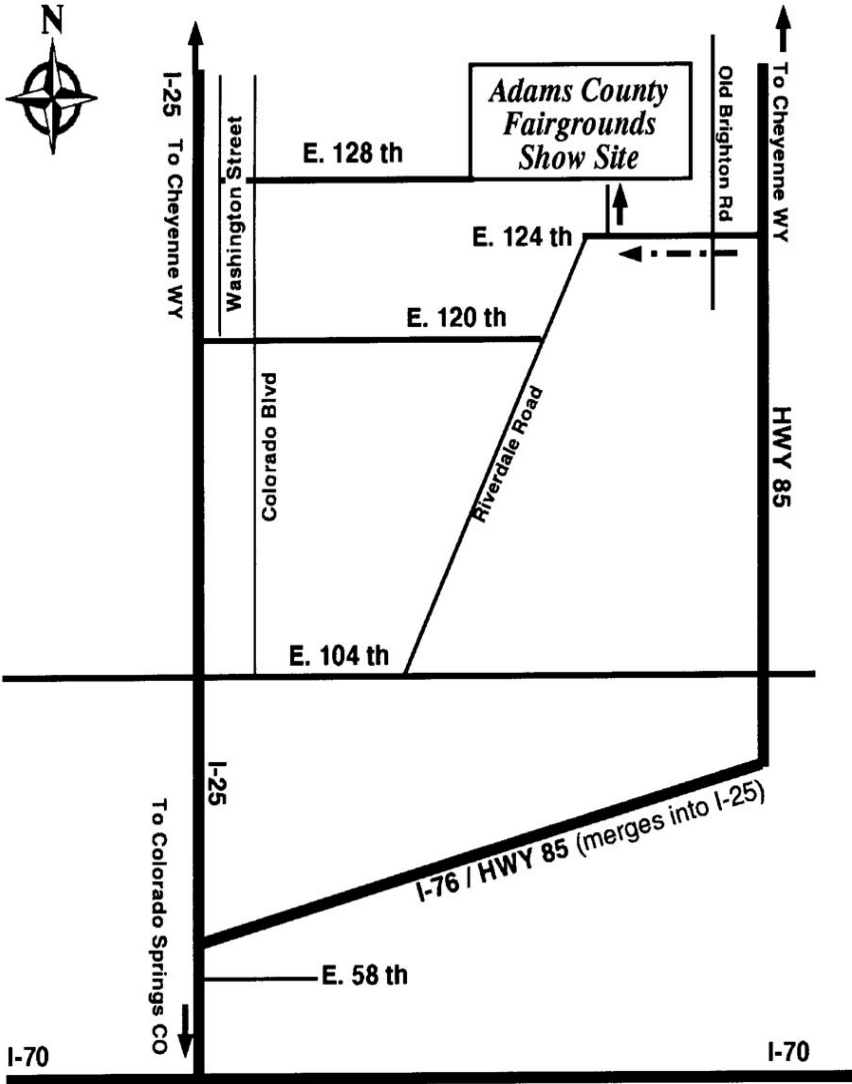 N
I-25 To Cheyenne WY
Washington Street
E. 128 th
Adams County
Fairgrounds
Show Site
Old Brighton Rd
To Cheyenne WY
E. 124 th
E. 120 th
Colorado Blvd
Riverdale Road
HWY 85
E. 104 th
I-25
To Colorado Springs CO
I-76 / HWY 85 (merges into I-25)
E. 58 th
I-70
I-70